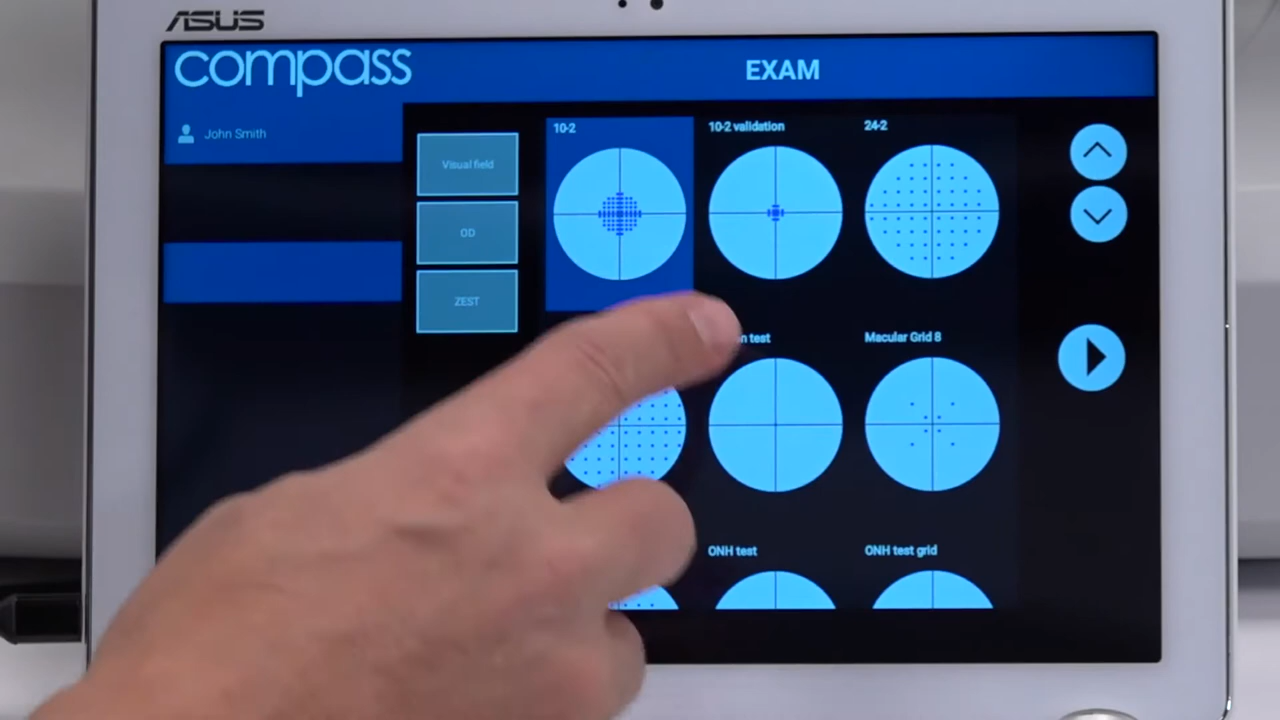 ASUS
compass
EXAM
John Smith
Visual field
OD
ZEST
10-2
10-2 validation
24-2
test
Macular Grid 8
ONH test
ONH test grid